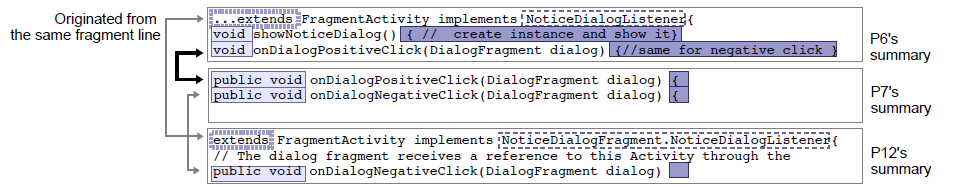 Originated from
the same fragment line
...extends FragmentActivity implements NoticeDialogListener{
void showNoticeDialog() { // create instance and show it}
void onDialogPositiveClick(DialogFragment dialog) {//same for negative click }
P6's
summary
public void onDialogPositiveClick(DialogFragment dialog) {
public void onDialogNegativeClick(DialogFragment dialog) {
P7's
summary
extends FragmentActivity implements NoticeDialogFragment.NoticeDialogListener{
// The dialog fragment receives a reference to this Activity through the
public void onDialogNegativeClick(DialogFragment dialog)
P12's
summary